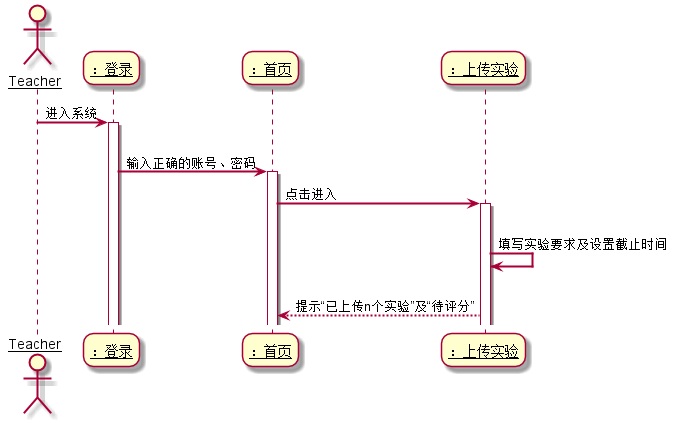 Teacher
: 登录
: 首页
: 上传实验
进入系统
输入正确的账号、密码
点击进入
填写实验要求及设置截止时间
提示“已上传n个实验”及“待评分”
Teacher
: 登录
: 首页
: 上传实验